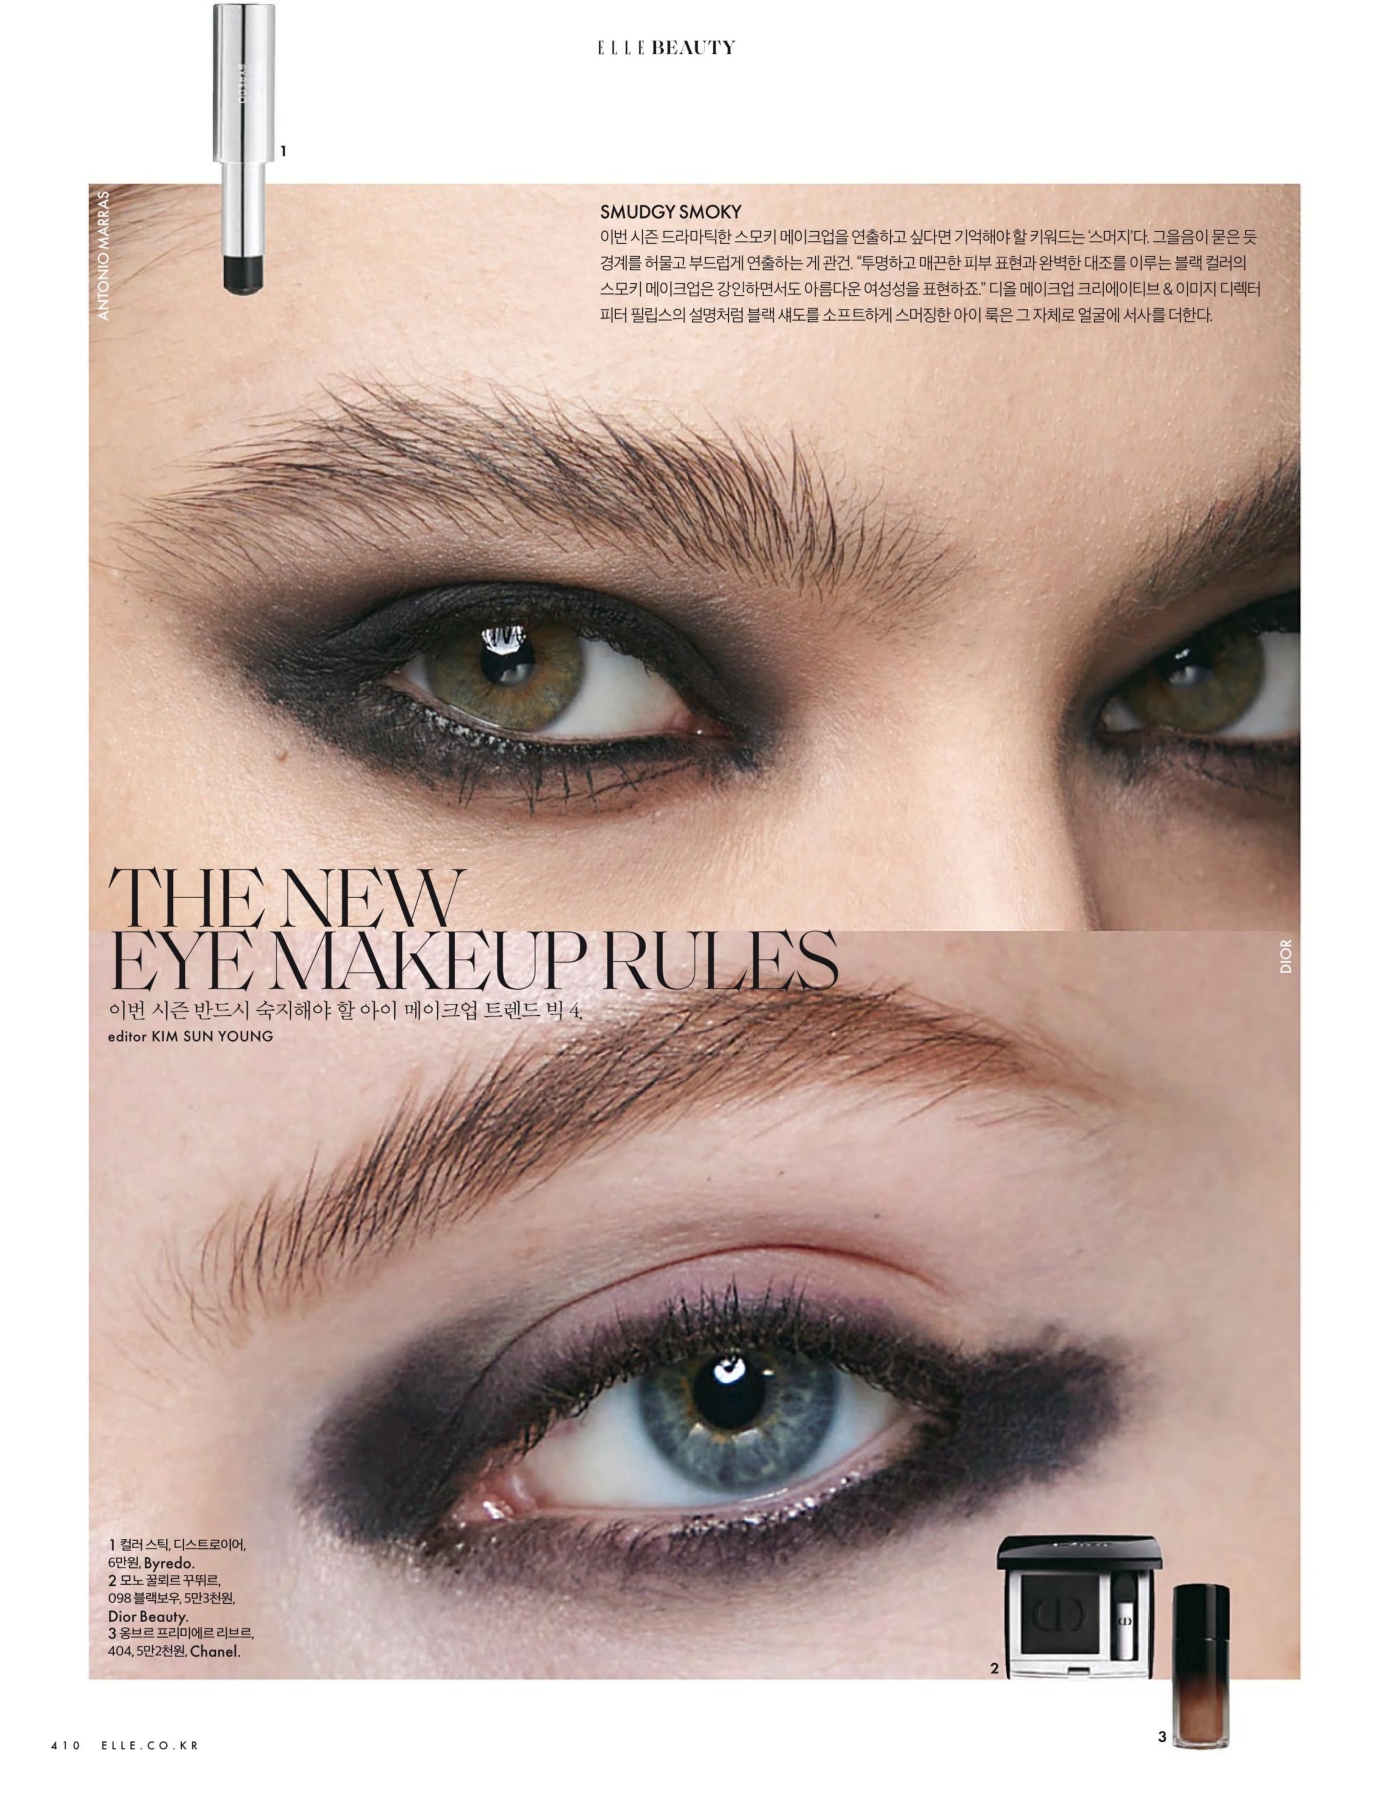 ELLE BEAUTY
BYREDO
1
ANTONIO MARRAS
SMUDGY SMOKY
이번 시즌 드라마틱한 스모키 메이크업을 연출하고 싶다면 기억해야 할 키워드는 ‘스머지’다. 그을음이 묻은 듯
경계를 허물고 부드럽게 연출하는 게 관건. “투명하고 매끈한 피부 표현과 완벽한 대조를 이루는 블랙 컬러의
스모키 메이크업은 강인하면서도 아름다운 여성성을 표현하죠.” 디올 메이크업 크리에이티브 & 이미지 디렉터
피터 필립스의 설명처럼 블랙 섀도를 소프트하게 스머징한 아이 룩은 그 자체로 얼굴에 서사를 더한다.
THE NEW
EYE MAKEUP RULES
이번 시즌 반드시 숙지해야 할 아이 메이크업 트렌드 빅 4.
editor KIM SUN YOUNG
DIOR
1 컬러 스틱, 디스트로이어,
6만원, Byredo.
2 모노 꿀뢰르 꾸뛰르,
098 블랙보우, 5만3천원,
Dior Beauty.
3 옹브르 프리미에르 리브르,
404, 5만2천원, Chanel.
Dior
2
3
410 ELLE.CO.KR